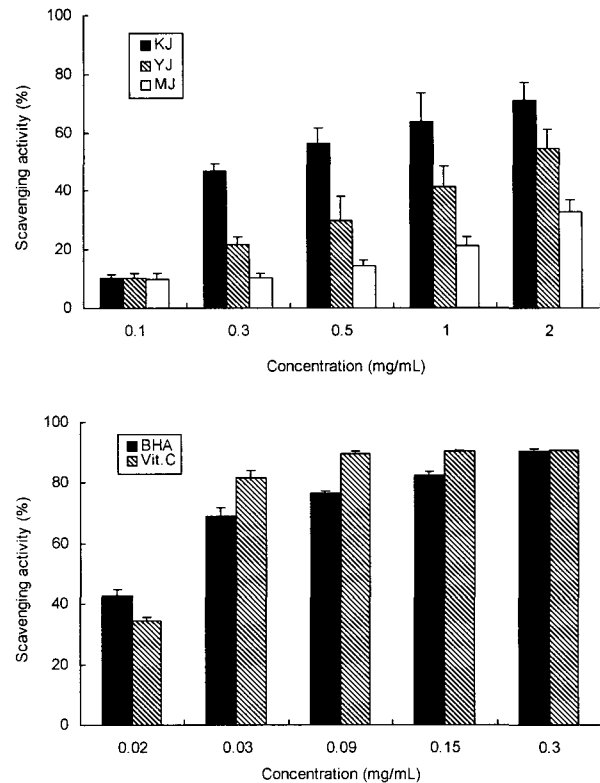 100
80
60
40
20
0
Scavenging activity (%)
KJ
YJ
MJ
0.1 0.3 0.5 1 2
Concentration (mg/mL)
100
80
60
40
20
0
Scavenging activity (%)
BHA
Vit.C
0.02 0.03 0.09 0.15 0.3
Concentration (mg/mL)